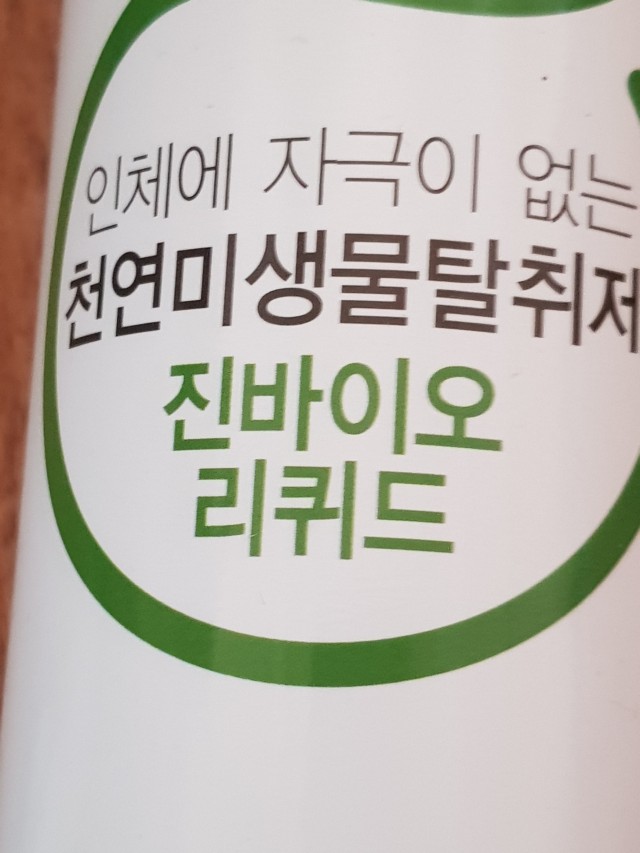 인체에 자극이 없는
천연미생물탈취제
진바이오
리퀴드